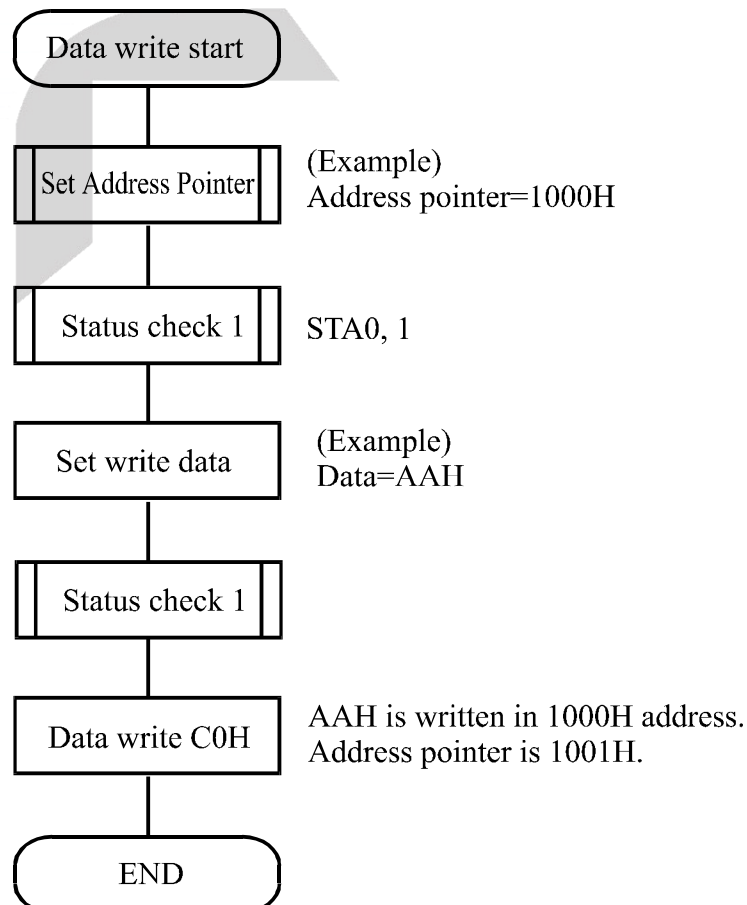 Data write start
Set Address Pointer
(Example)
Address pointer=1000H
Status check 1
STA0, 1
Set write data
(Example)
Data=AAH
Status check 1
Data write C0H
AAH is written in 1000H address.
Address pointer is 1001H.
END